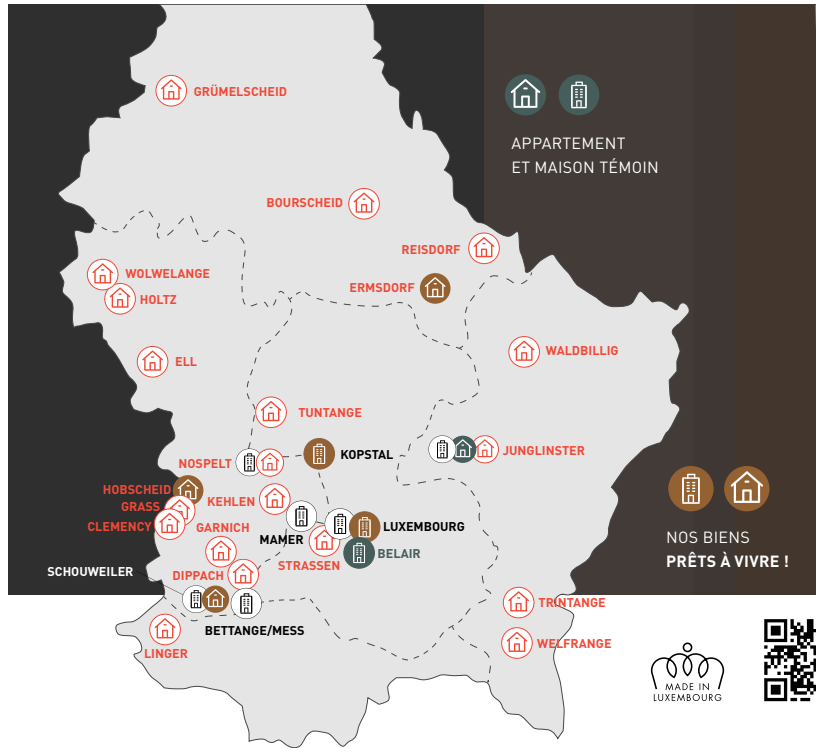 GRÜMELSCHEID
APPARTEMENT
ET MAISON TÉMOIN
BOURSCHEID
REISDORF
WOLWELANGE
ERMSDORF
HOLTZ
WALDBILLIG
ELL
TUNTANGE
JUNGLINSTER
KOPSTAL
NOSPELT
HOBSCHEID
GRASS
KEHLEN
CLEMENCY
GARNICH
LUXEMBOURG
MAMER
BELAIR
STRASSEN
NOS BIENS
PRÊTS À VIVRE !
SCHOUWEILER
DIPPACH
TRINTANGE
BETTANGE/MESS
WELFRANGE
LINGER
MADE IN
LUXEMBOURG